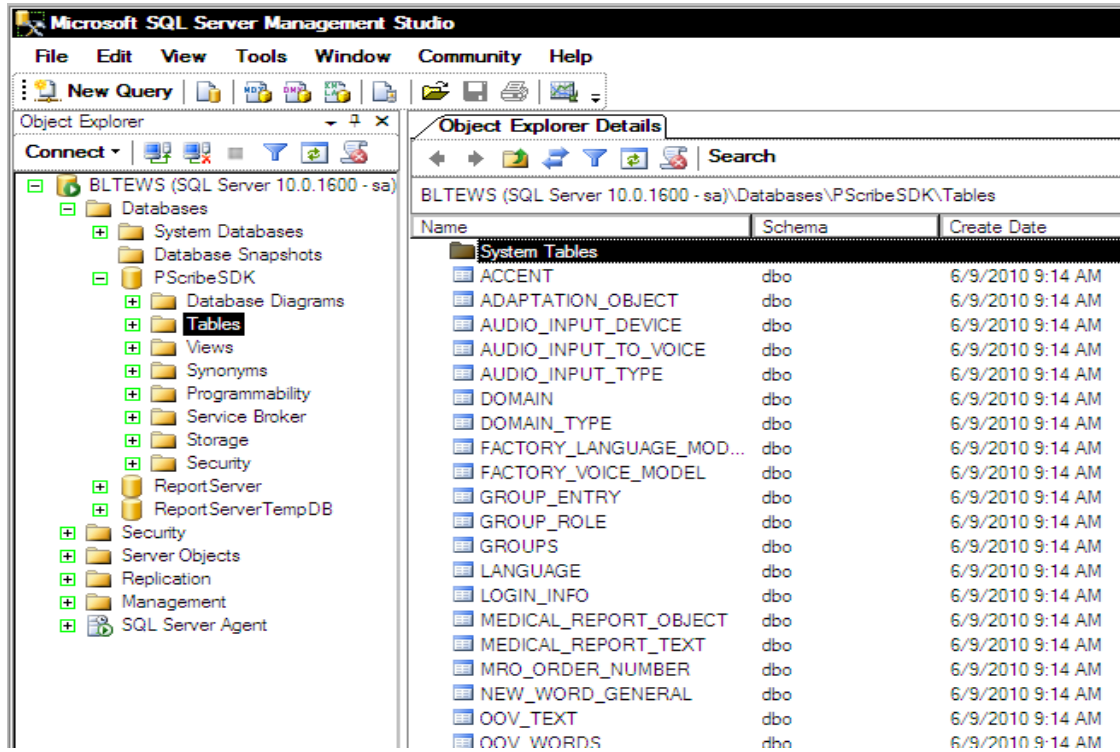 Microsoft SQL Server Management Studio
File Edit View Tools Window Community Help
New Query
Object Explorer
Connect
BLTEWS (SQL Server 10.0.1600 - sa)
Databases
System Databases
Database Snapshots
PScribeSDK
Database Diagrams
Tables
Views
Synonyms
Programmability
Service Broker
Storage
Security
ReportServer
ReportServerTempDB
Security
Server Objects
Replication
Management
SQL Server Agent
Object Explorer Details
Search
BLTEWS (SQL Server 10.0.1600 - sa)\Databases\PScribeSDK\Tables
Name Schema Create Date
System Tables
ACCENT dbo 6/9/2010 9:14 AM
ADAPTATION_OBJECT dbo 6/9/2010 9:14 AM
AUDIO_INPUT_DEVICE dbo 6/9/2010 9:14 AM
AUDIO_INPUT_TO_VOICE dbo 6/9/2010 9:14 AM
AUDIO_INPUT_TYPE dbo 6/9/2010 9:14 AM
DOMAIN dbo 6/9/2010 9:14 AM
DOMAIN_TYPE dbo 6/9/2010 9:14 AM
FACTORY_LANGUAGE_MOD... dbo 6/9/2010 9:14 AM
FACTORY_VOICE_MODEL dbo 6/9/2010 9:14 AM
GROUP_ENTRY dbo 6/9/2010 9:14 AM
GROUP_ROLE dbo 6/9/2010 9:14 AM
GROUPS dbo 6/9/2010 9:14 AM
LANGUAGE dbo 6/9/2010 9:14 AM
LOGIN_INFO dbo 6/9/2010 9:14 AM
MEDICAL_REPORT_OBJECT dbo 6/9/2010 9:14 AM
MEDICAL_REPORT_TEXT dbo 6/9/2010 9:14 AM
MRO_ORDER_NUMBER dbo 6/9/2010 9:14 AM
NEW_WORD_GENERAL dbo 6/9/2010 9:14 AM
OOV_TEXT dbo 6/9/2010 9:14 AM
OOV_WORDS dbo 6/9/2010 9:14 AM